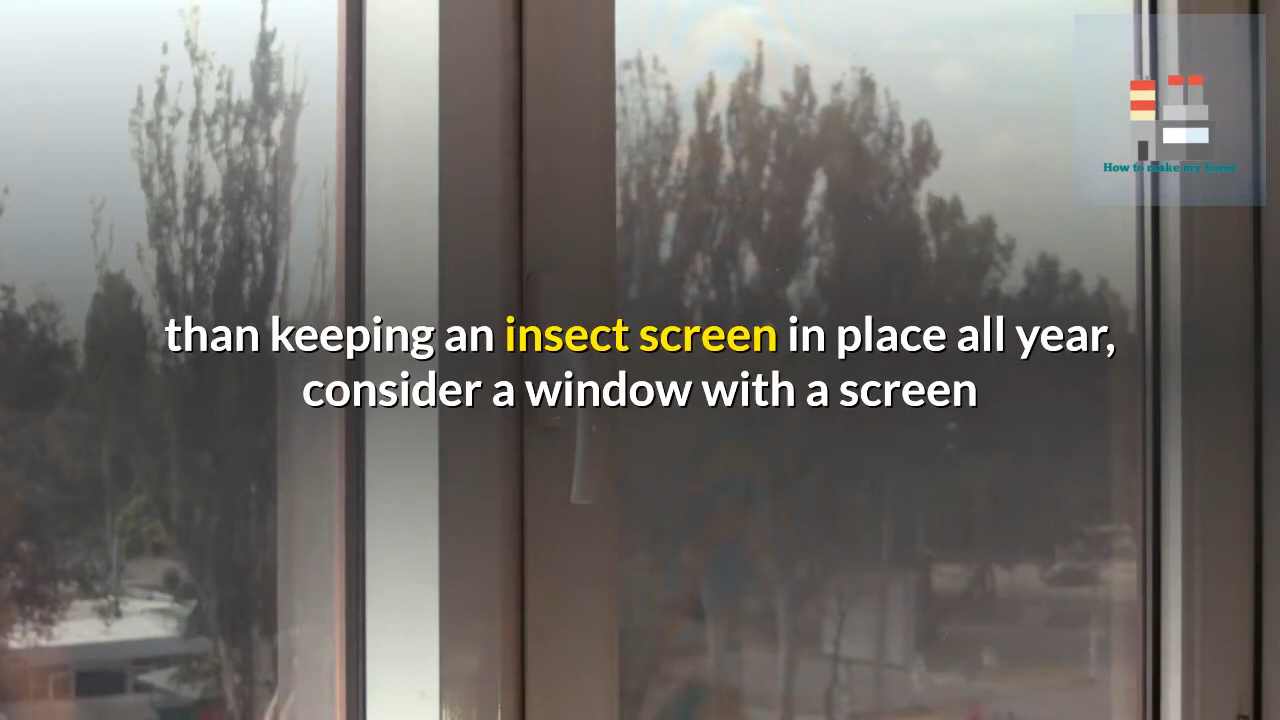 How to make my home
than keeping an insect screen in place all year,
consider a window with a screen